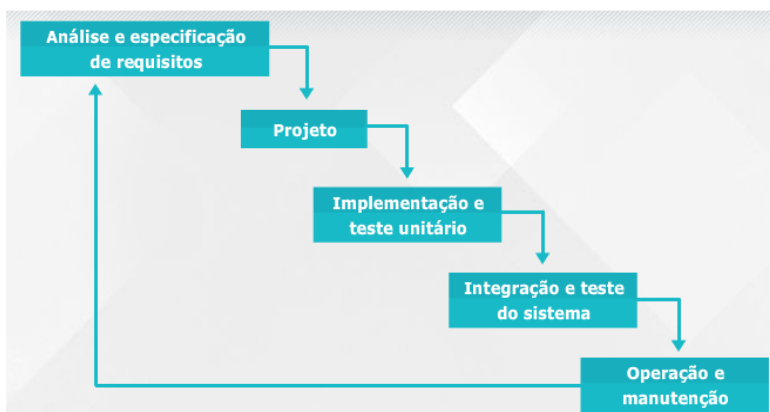 Análise e especificação
de requisitos
Projeto
Implementação e
teste unitário
Integração e teste
do sistema
Operação e
manutenção